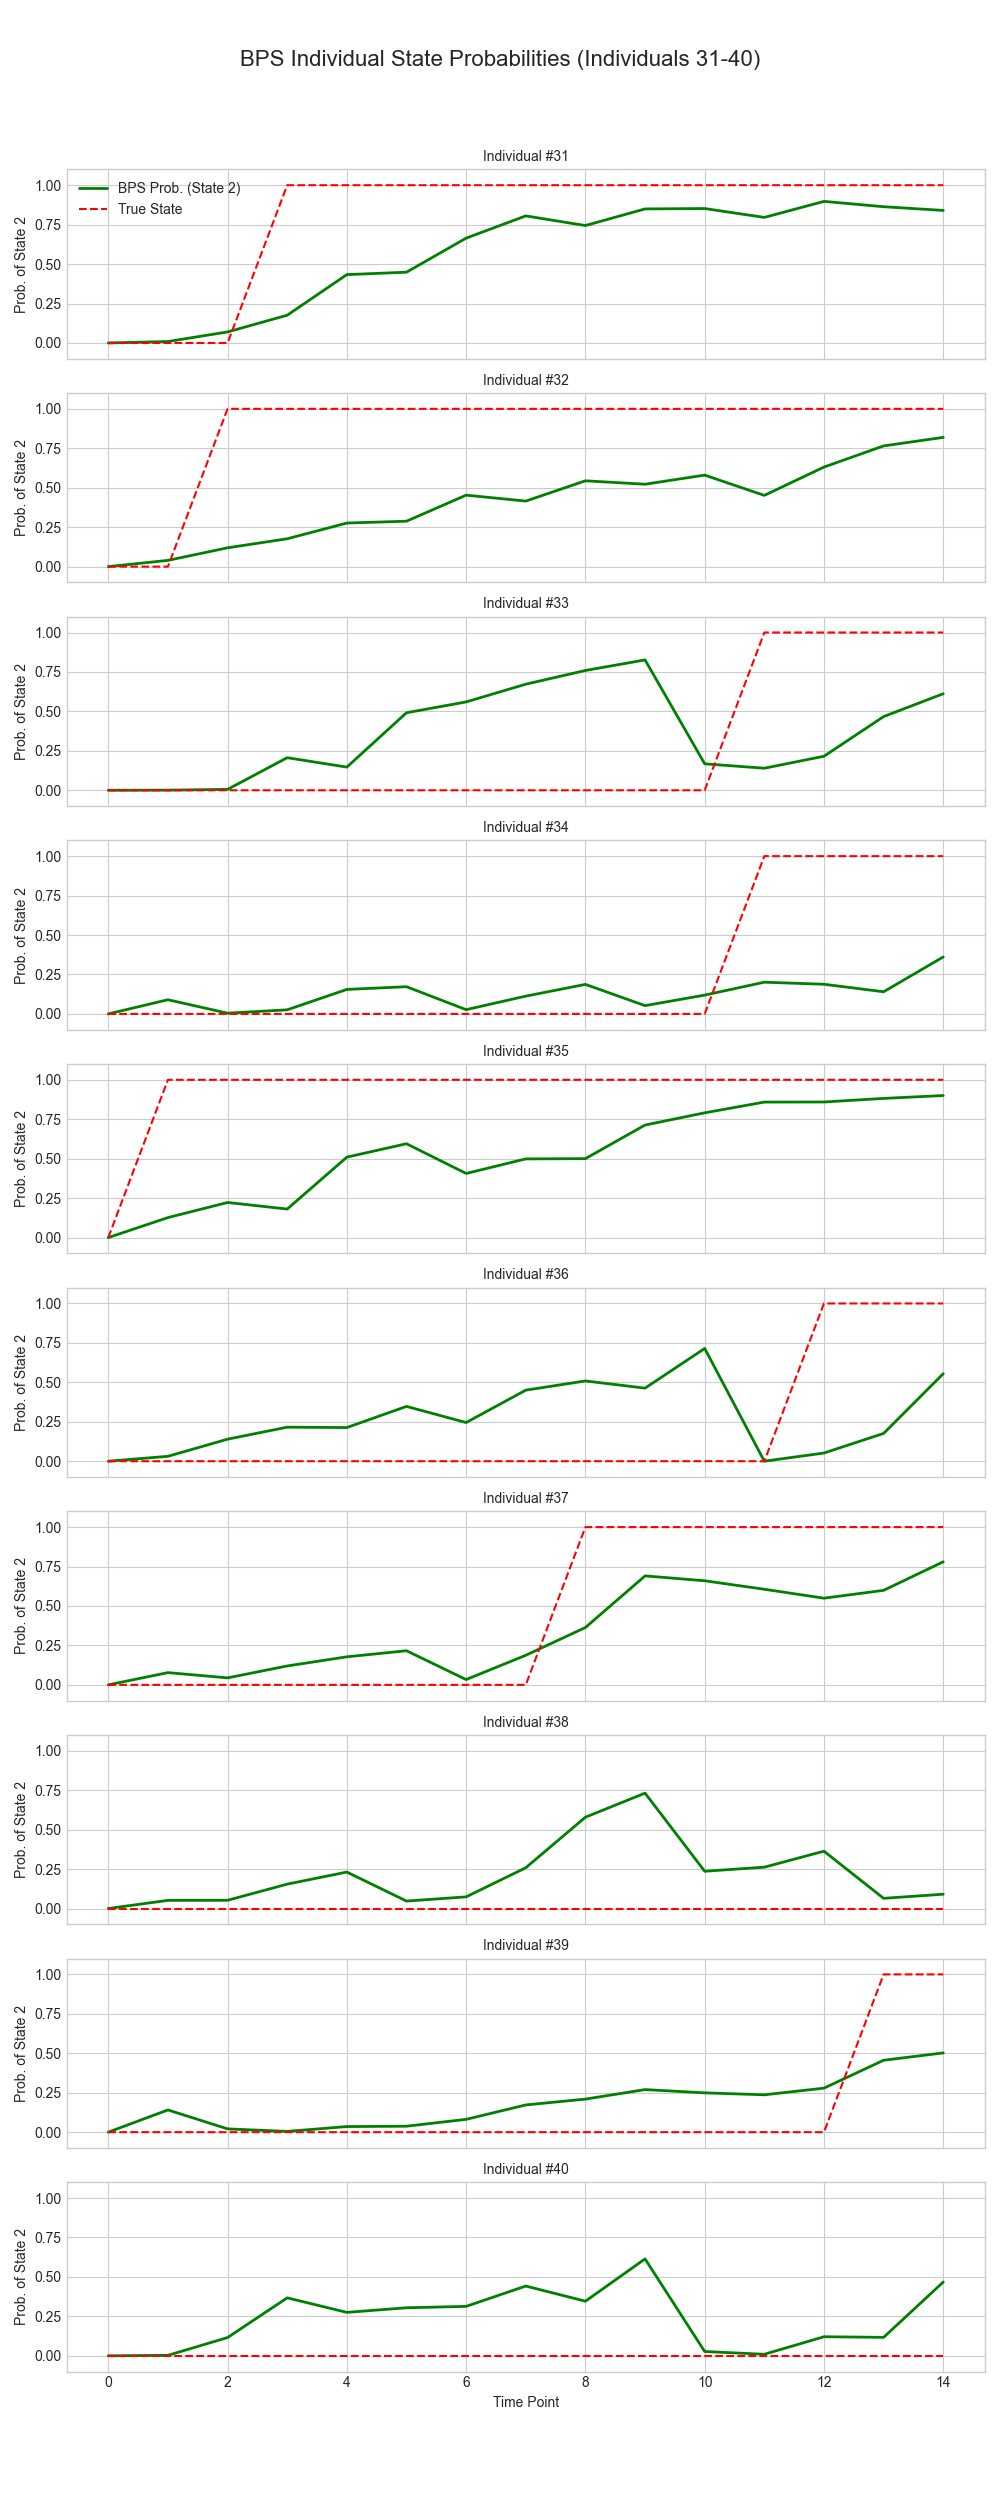 BPS Individual State Probabilities (Individuals 31-40)
Individual #31
Prob. of State 2
1.00
0.75
0.50
0.25
0.00
BPS Prob. (State 2)
True State
Individual #32
Prob. of State 2
1.00
0.75
0.50
0.25
0.00
Individual #33
Prob. of State 2
1.00
0.75
0.50
0.25
0.00
Individual #34
Prob. of State 2
1.00
0.75
0.50
0.25
0.00
Individual #35
Prob. of State 2
1.00
0.75
0.50
0.25
0.00
Individual #36
Prob. of State 2
1.00
0.75
0.50
0.25
0.00
Individual #37
Prob. of State 2
1.00
0.75
0.50
0.25
0.00
Individual #38
Prob. of State 2
1.00
0.75
0.50
0.25
0.00
Individual #39
Prob. of State 2
1.00
0.75
0.50
0.25
0.00
Individual #40
Prob. of State 2
1.00
0.75
0.50
0.25
0.00
0 2 4 6 8 10 12 14
Time Point